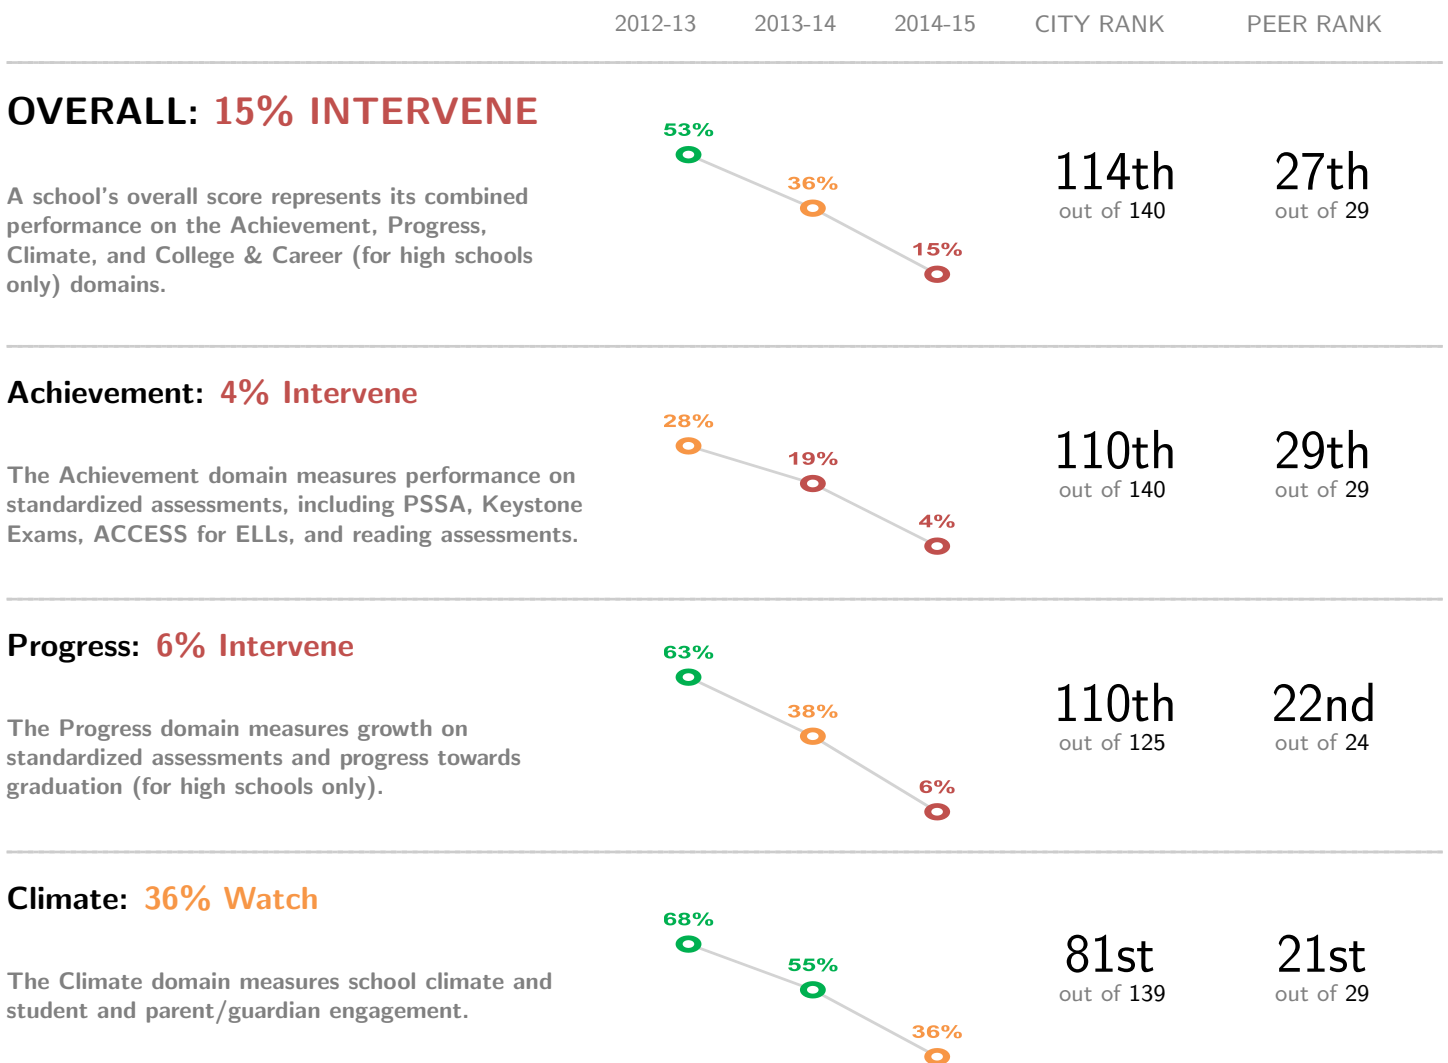 2012-13 2013-14 2014-15 CITY RANK PEER RANK
OVERALL: 15% INTERVENE
A school's overall score represents its combined
performance on the Achievement, Progress,
Climate, and College & Career (for high schools
only) domains.
53%
36%
15%
114th
out of 140
27th
out of 29
Achievement: 4% Intervene
The Achievement domain measures performance on
standardized assessments, including PSSA, Keystone
Exams, ACCESS for ELLs, and reading assessments.
28%
19%
4%
110th
out of 140
29th
out of 29
Progress: 6% Intervene
The Progress domain measures growth on
standardized assessments and progress towards
graduation (for high schools only).
63%
38%
6%
110th
out of 125
22nd
out of 24
Climate: 36% Watch
The Climate domain measures school climate and
student and parent/guardian engagement.
68%
55%
36%
81st
out of 139
21st
out of 29